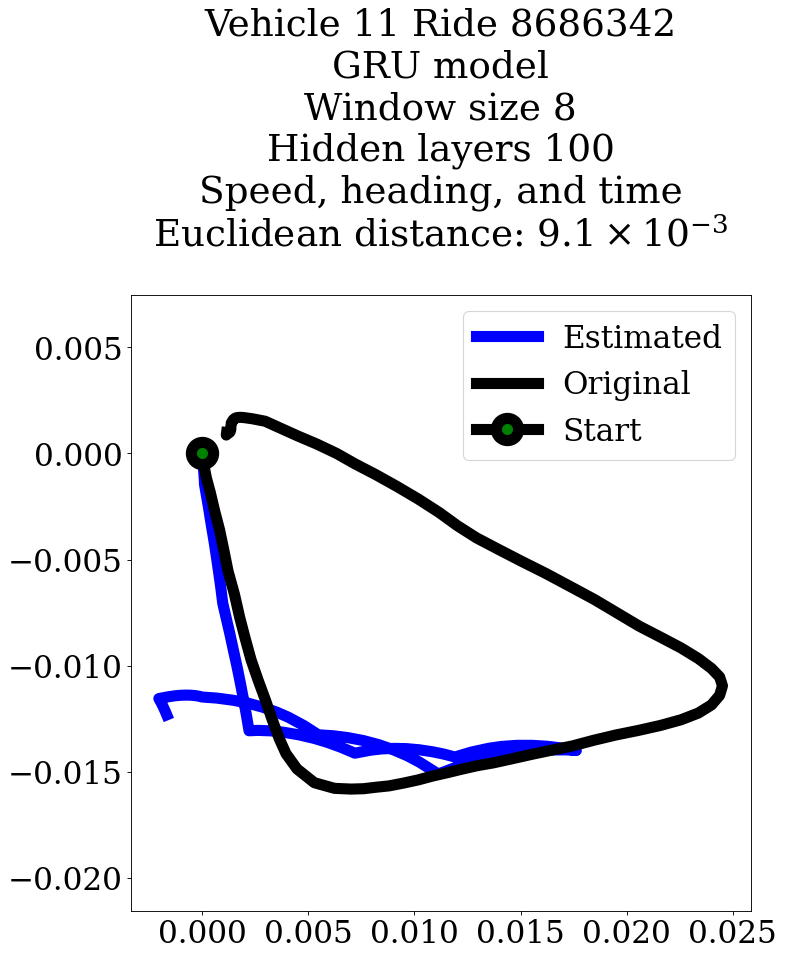 Vehicle 11 Ride 8686342
GRU model
Window size 8
Hidden layers 100
Speed, heading, and time
Euclidean distance: 9.1 × 10⁻³
Estimated
Original
Start
0.005
0.000
−0.005
−0.010
−0.015
−0.020
0.000 0.005 0.010 0.015 0.020 0.025